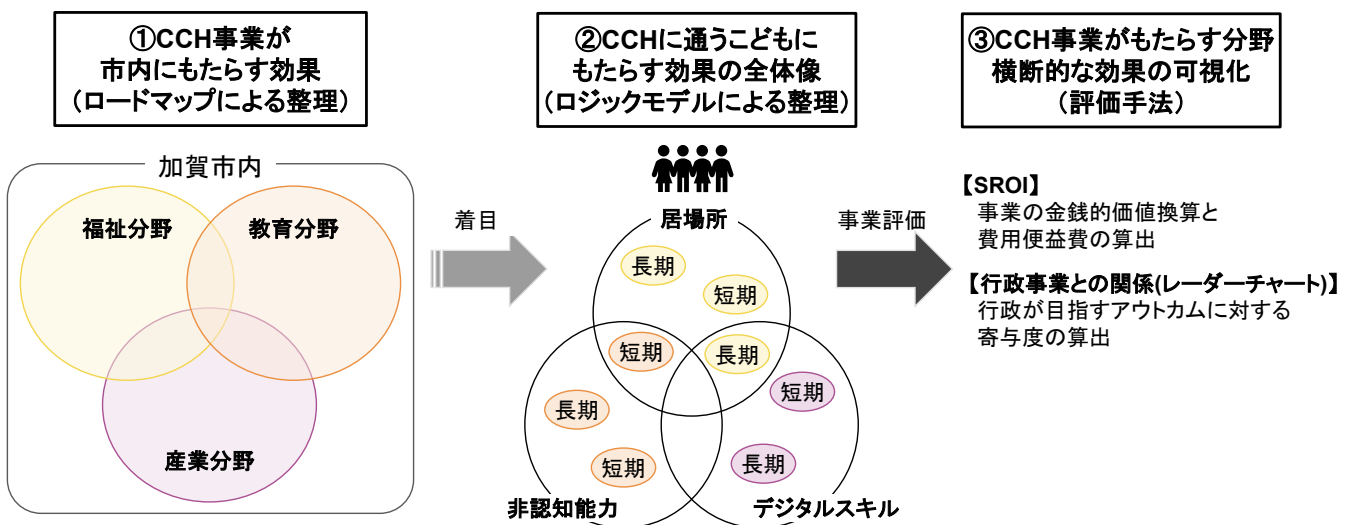 ①CCH事業が
市内にもたらす効果
（ロードマップによる整理）
②CCHに通うこどもに
もたらす効果の全体像
（ロジックモデルによる整理）
③CCH事業がもたらす分野
横断的な効果の可視化
（評価手法）
加賀市内
福祉分野
教育分野
産業分野
着目
居場所
長期
短期
短期
長期
短期
長期
短期
長期
非認知能力
デジタルスキル
事業評価
【SROI】
事業の金銭的価値換算と
費用便益費の算出
【行政事業との関係(レーダーチャート)】
行政が目指すアウトカムに対する
寄与度の算出